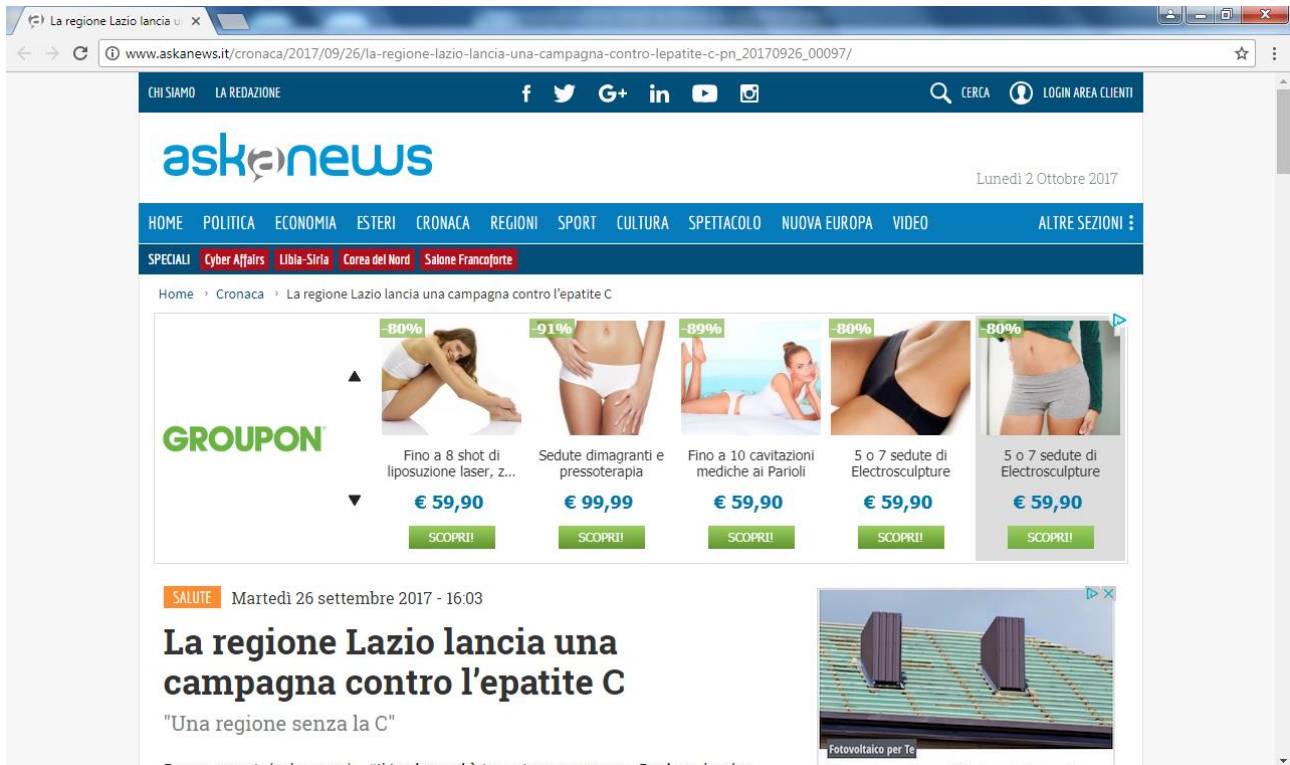 La regione Lazio lancia u
www.askanews.it/cronaca/2017/09/26/la-regione-lazio-lancia-una-campagna-contro-lepatite-c-pn_20170926_00097/
CHI SIAMO LA REDAZIONE f G+ in CERCA LOGIN AREA CLIENTI
askanews
Lunedì 2 Ottobre 2017
HOME POLITICA ECONOMIA ESTERI CRONACA REGIONI SPORT CULTURA SPETTACOLO NUOVA EUROPA VIDEO ALTRE SEZIONI
SPECIALI Cyber Affairs Libia-Siria Corea del Nord Salone Francoforte
Home › Cronaca › La regione Lazio lancia una campagna contro l'epatite C
GROUPON
-80%
Fino a 8 shot di
liposuzione laser, z...
€ 59,90
SCOPRI!
-91%
Sedute dimagranti e
pressoterapia
€ 99,99
SCOPRI!
-89%
Fino a 10 cavitazioni
mediche ai Parioli
€ 59,90
SCOPRI!
-80%
5 o 7 sedute di
Electrosculpture
€ 59,90
SCOPRI!
-80%
5 o 7 sedute di
Electrosculpture
€ 59,90
SCOPRI!
SALUTE Martedì 26 settembre 2017 - 16:03
La regione Lazio lancia una
campagna contro l'epatite C
"Una regione senza la C"
Fotovoltaico per Te